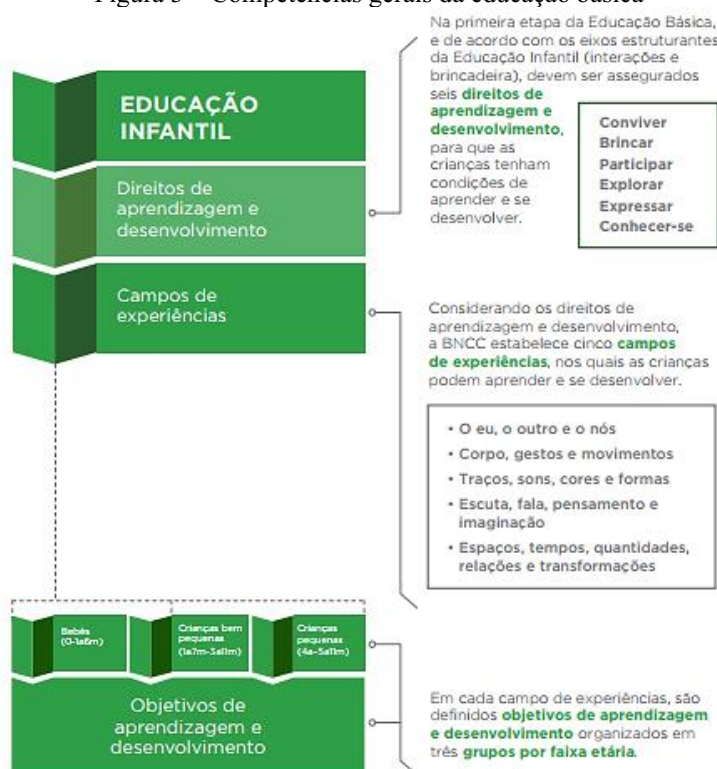 Figura 3 – Competências gerais da educação básica
Na primeira etapa da Educação Básica,
e de acordo com os eixos estruturantes
da Educação Infantil (interações e
brincadeira), devem ser assegurados
seis direitos de
aprendizagem e
desenvolvimento,
para que as
crianças tenham
condições de
aprender e se
desenvolver.
Conviver
Brincar
Participar
Explorar
Expressar
Conhecer-se
EDUCAÇÃO
INFANTIL
Direitos de
aprendizagem e
desenvolvimento
Campos de
experiências
Considerando os direitos de
aprendizagem e desenvolvimento,
a BNCC estabelece cinco campos
de experiências, nos quais as crianças
podem aprender e se desenvolver.
• O eu, o outro e o nós
• Corpo, gestos e movimentos
• Traços, sons, cores e formas
• Escuta, fala, pensamento e
imaginação
• Espaços, tempos, quantidades,
relações e transformações
Bebês
(0-1a6m)
Crianças bem
pequenas
(1a7m-3a11m)
Crianças
pequenas
(4a-5a11m)
Objetivos de
aprendizagem e
desenvolvimento
Em cada campo de experiências, são
definidos objetivos de aprendizagem
e desenvolvimento organizados em
três grupos por faixa etária.